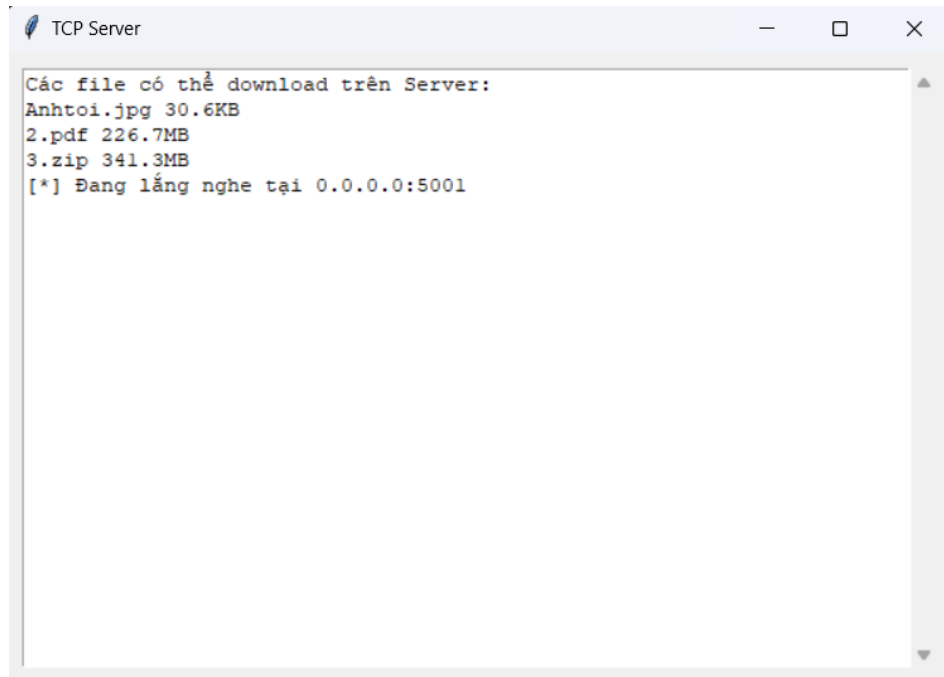 TCP Server
Các file có thể download trên Server:
Anhtoi.jpg 30.6KB
2.pdf 226.7MB
3.zip 341.3MB
[*] Đang lắng nghe tại 0.0.0.0:5001